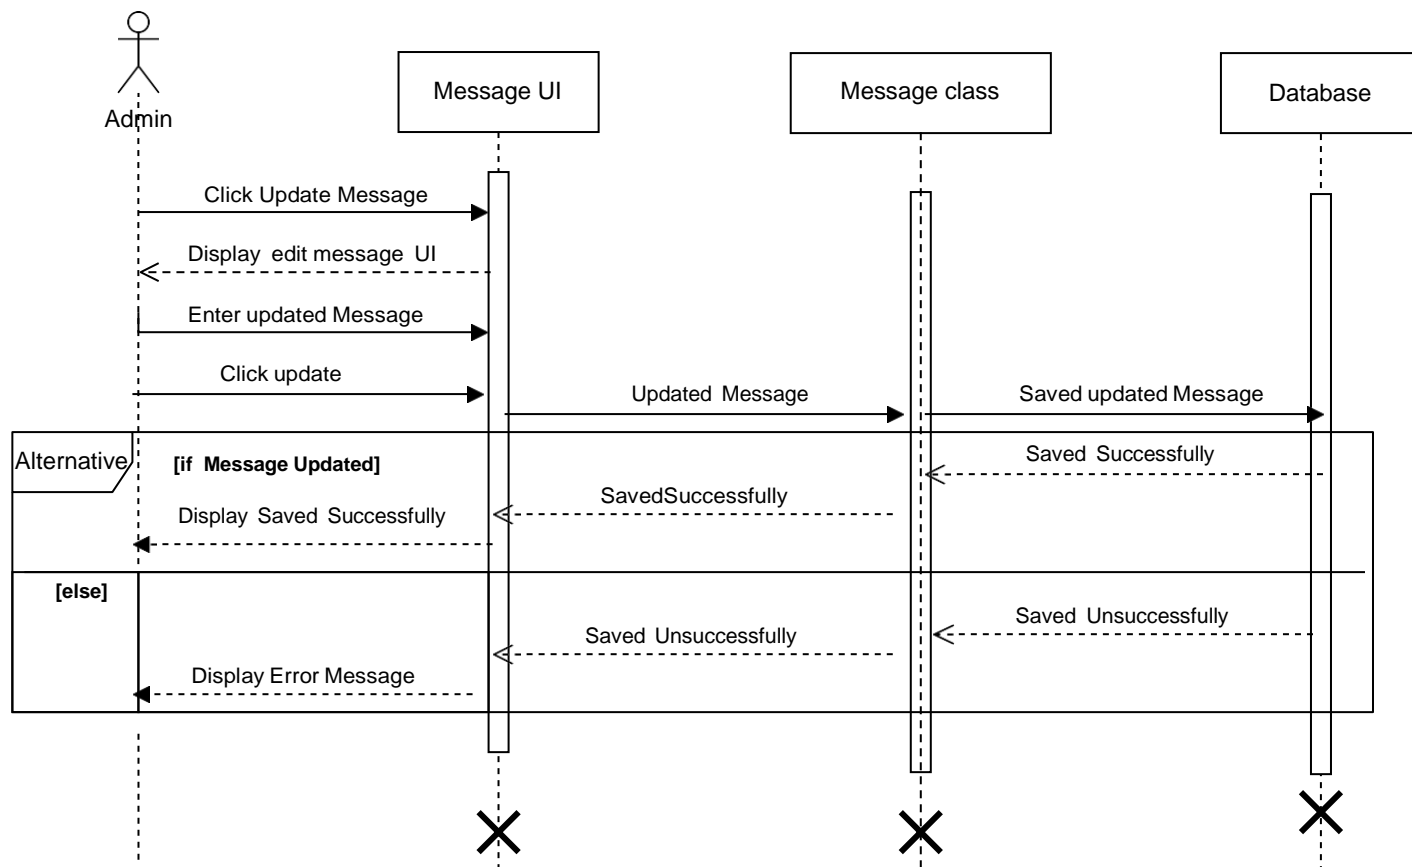 Admin
Message UI
Message class
Database
Click Update Message
Display edit message UI
Enter updated Message
Click update
Updated Message
Saved updated Message
Alternative
[if Message Updated]
Saved Successfully
SavedSuccessfully
Display Saved Successfully
[else]
Saved Unsuccessfully
Saved Unsuccessfully
Display Error Message